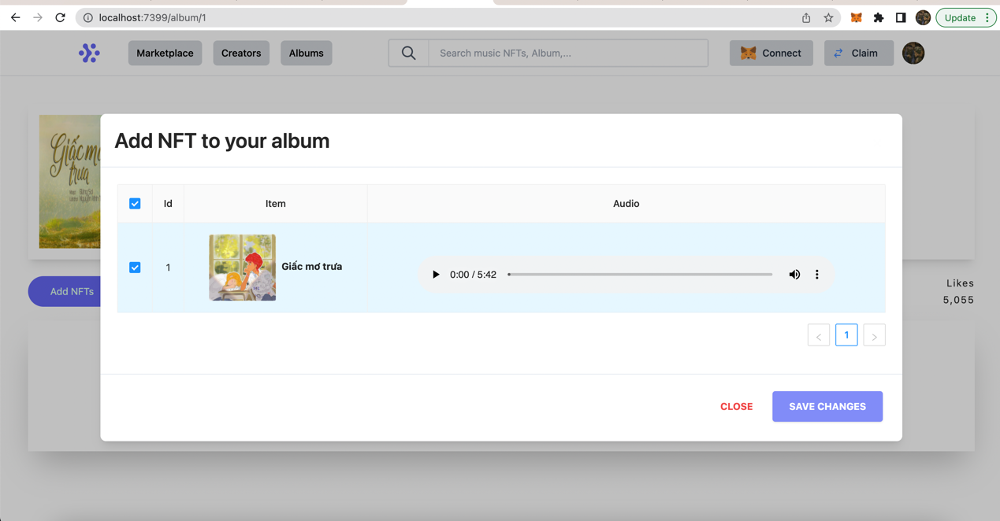 localhost:7399/album/1
Update
Marketplace
Creators
Albums
Search music NFTs, Album,...
Connect
Claim
Giấc mơ
trưa
Add NFT to your album
Id
Item
Audio
1
Giấc mơ trưa
0:00 / 5:42
Add NFTs
Likes
5,055
< 1 >
CLOSE
SAVE CHANGES